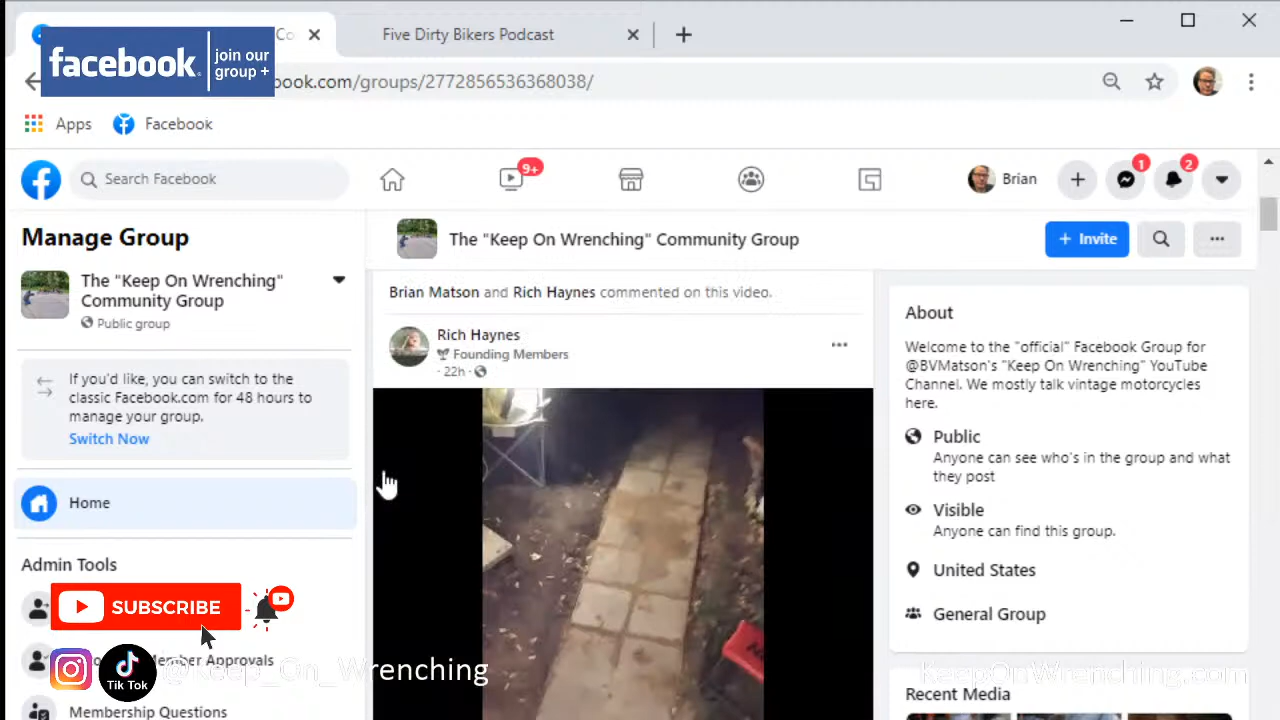 Co
Five Dirty Bikers Podcast
facebook
join our
group +
book.com/groups/2772856536368038/
Apps
Facebook
Search Facebook
9+
Brian
1
2
Manage Group
The "Keep On Wrenching" Community Group
+ Invite
The "Keep On Wrenching"
Community Group
Public group
If you'd like, you can switch to the
classic Facebook.com for 48 hours to
manage your group.
Switch Now
Home
Admin Tools
SUBSCRIBE
mber Approvals
Tik Tok
@Keep_On_Wrenching
Membership Questions
Brian Matson and Rich Haynes commented on this video.
Rich Haynes
Founding Members
· 22h ·
About
Welcome to the "official" Facebook Group for
@BVMatson's "Keep On Wrenching" YouTube
Channel. We mostly talk vintage motorcycles
here.
Public
Anyone can see who's in the group and what
they post
Visible
Anyone can find this group.
United States
General Group
KeepOnWrenching.com
Recent Media